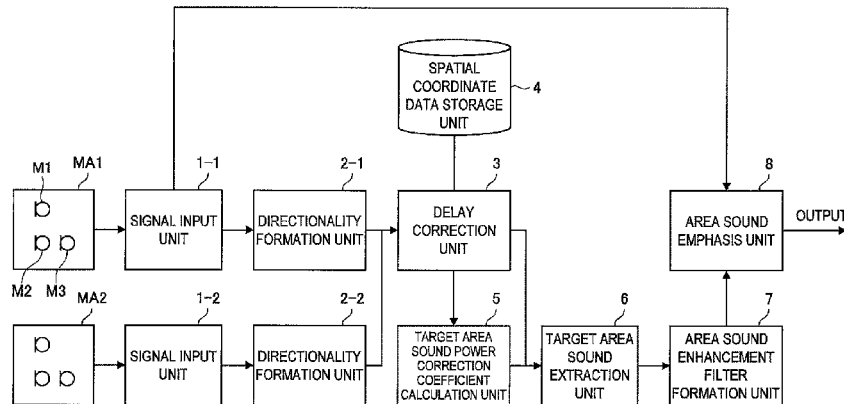 SPATIAL
COORDINATE
DATA STORAGE
UNIT
4
M1
MA1
1-1
2-1
3
8
SIGNAL INPUT
UNIT
DIRECTIONALITY
FORMATION UNIT
DELAY
CORRECTION
UNIT
AREA SOUND
EMPHASIS UNIT
OUTPUT
M2
M3
MA2
1-2
2-2
5
6
7
SIGNAL INPUT
UNIT
DIRECTIONALITY
FORMATION UNIT
TARGET AREA
SOUND POWER
CORRECTION
COEFFICIENT
CALCULATION UNIT
TARGET AREA
SOUND
EXTRACTION
UNIT
AREA SOUND
ENHANCEMENT
FILTER
FORMATION UNIT